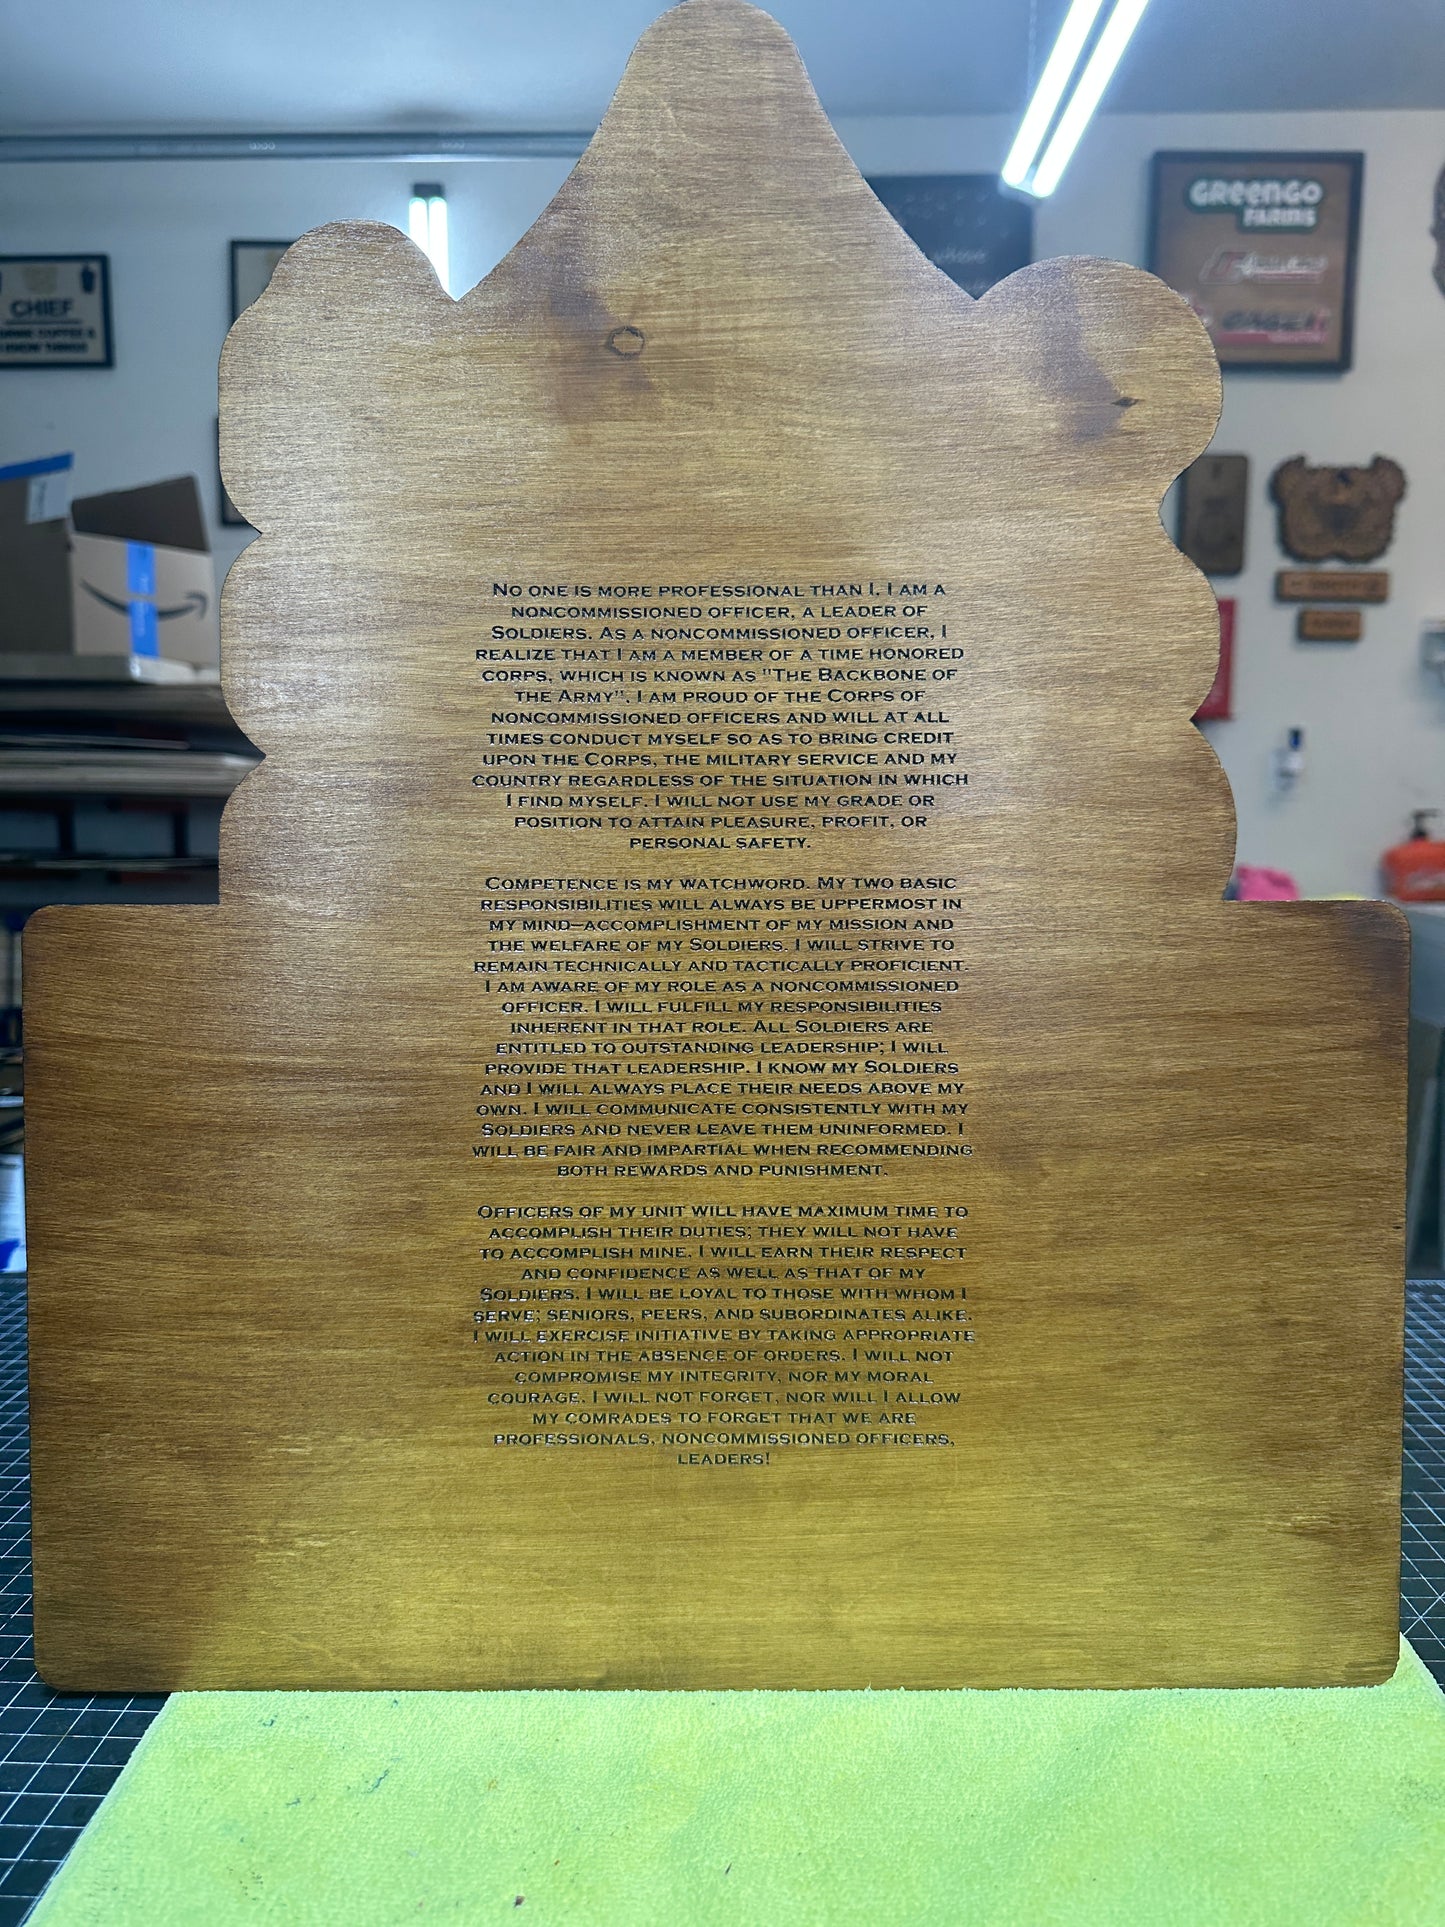 GREENGO
FARMS
CHIEF
No one is more professional than I. I am a
noncommissioned officer, a leader of
Soldiers. As a noncommissioned officer, I
realize that I am a member of a time honored
corps, which is known as "The Backbone of
the Army". I am proud of the Corps of
noncommissioned officers and will at all
times conduct myself so as to bring credit
upon the Corps, the military service and my
country regardless of the situation in which
I find myself. I will not use my grade or
position to attain pleasure, profit, or
personal safety.
Competence is my watchword. My two basic
responsibilities will always be uppermost in
my mind—accomplishment of my mission and
the welfare of my Soldiers. I will strive to
remain technically and tactically proficient.
I am aware of my role as a noncommissioned
officer. I will fulfill my responsibilities
inherent in that role. All Soldiers are
entitled to outstanding leadership; I will
provide that leadership. I know my Soldiers
and I will always place their needs above my
own. I will communicate consistently with my
Soldiers and never leave them uninformed. I
will be fair and impartial when recommending
both rewards and punishment.
Officers of my unit will have maximum time to
accomplish their duties; they will not have
to accomplish mine. I will earn their respect
and confidence as well as that of my
Soldiers. I will be loyal to those with whom I
serve; seniors, peers, and subordinates alike.
I will exercise initiative by taking appropriate
action in the absence of orders. I will not
compromise my integrity, nor my moral
courage. I will not forget, nor will I allow
my comrades to forget that we are
professionals, noncommissioned officers,
leaders!